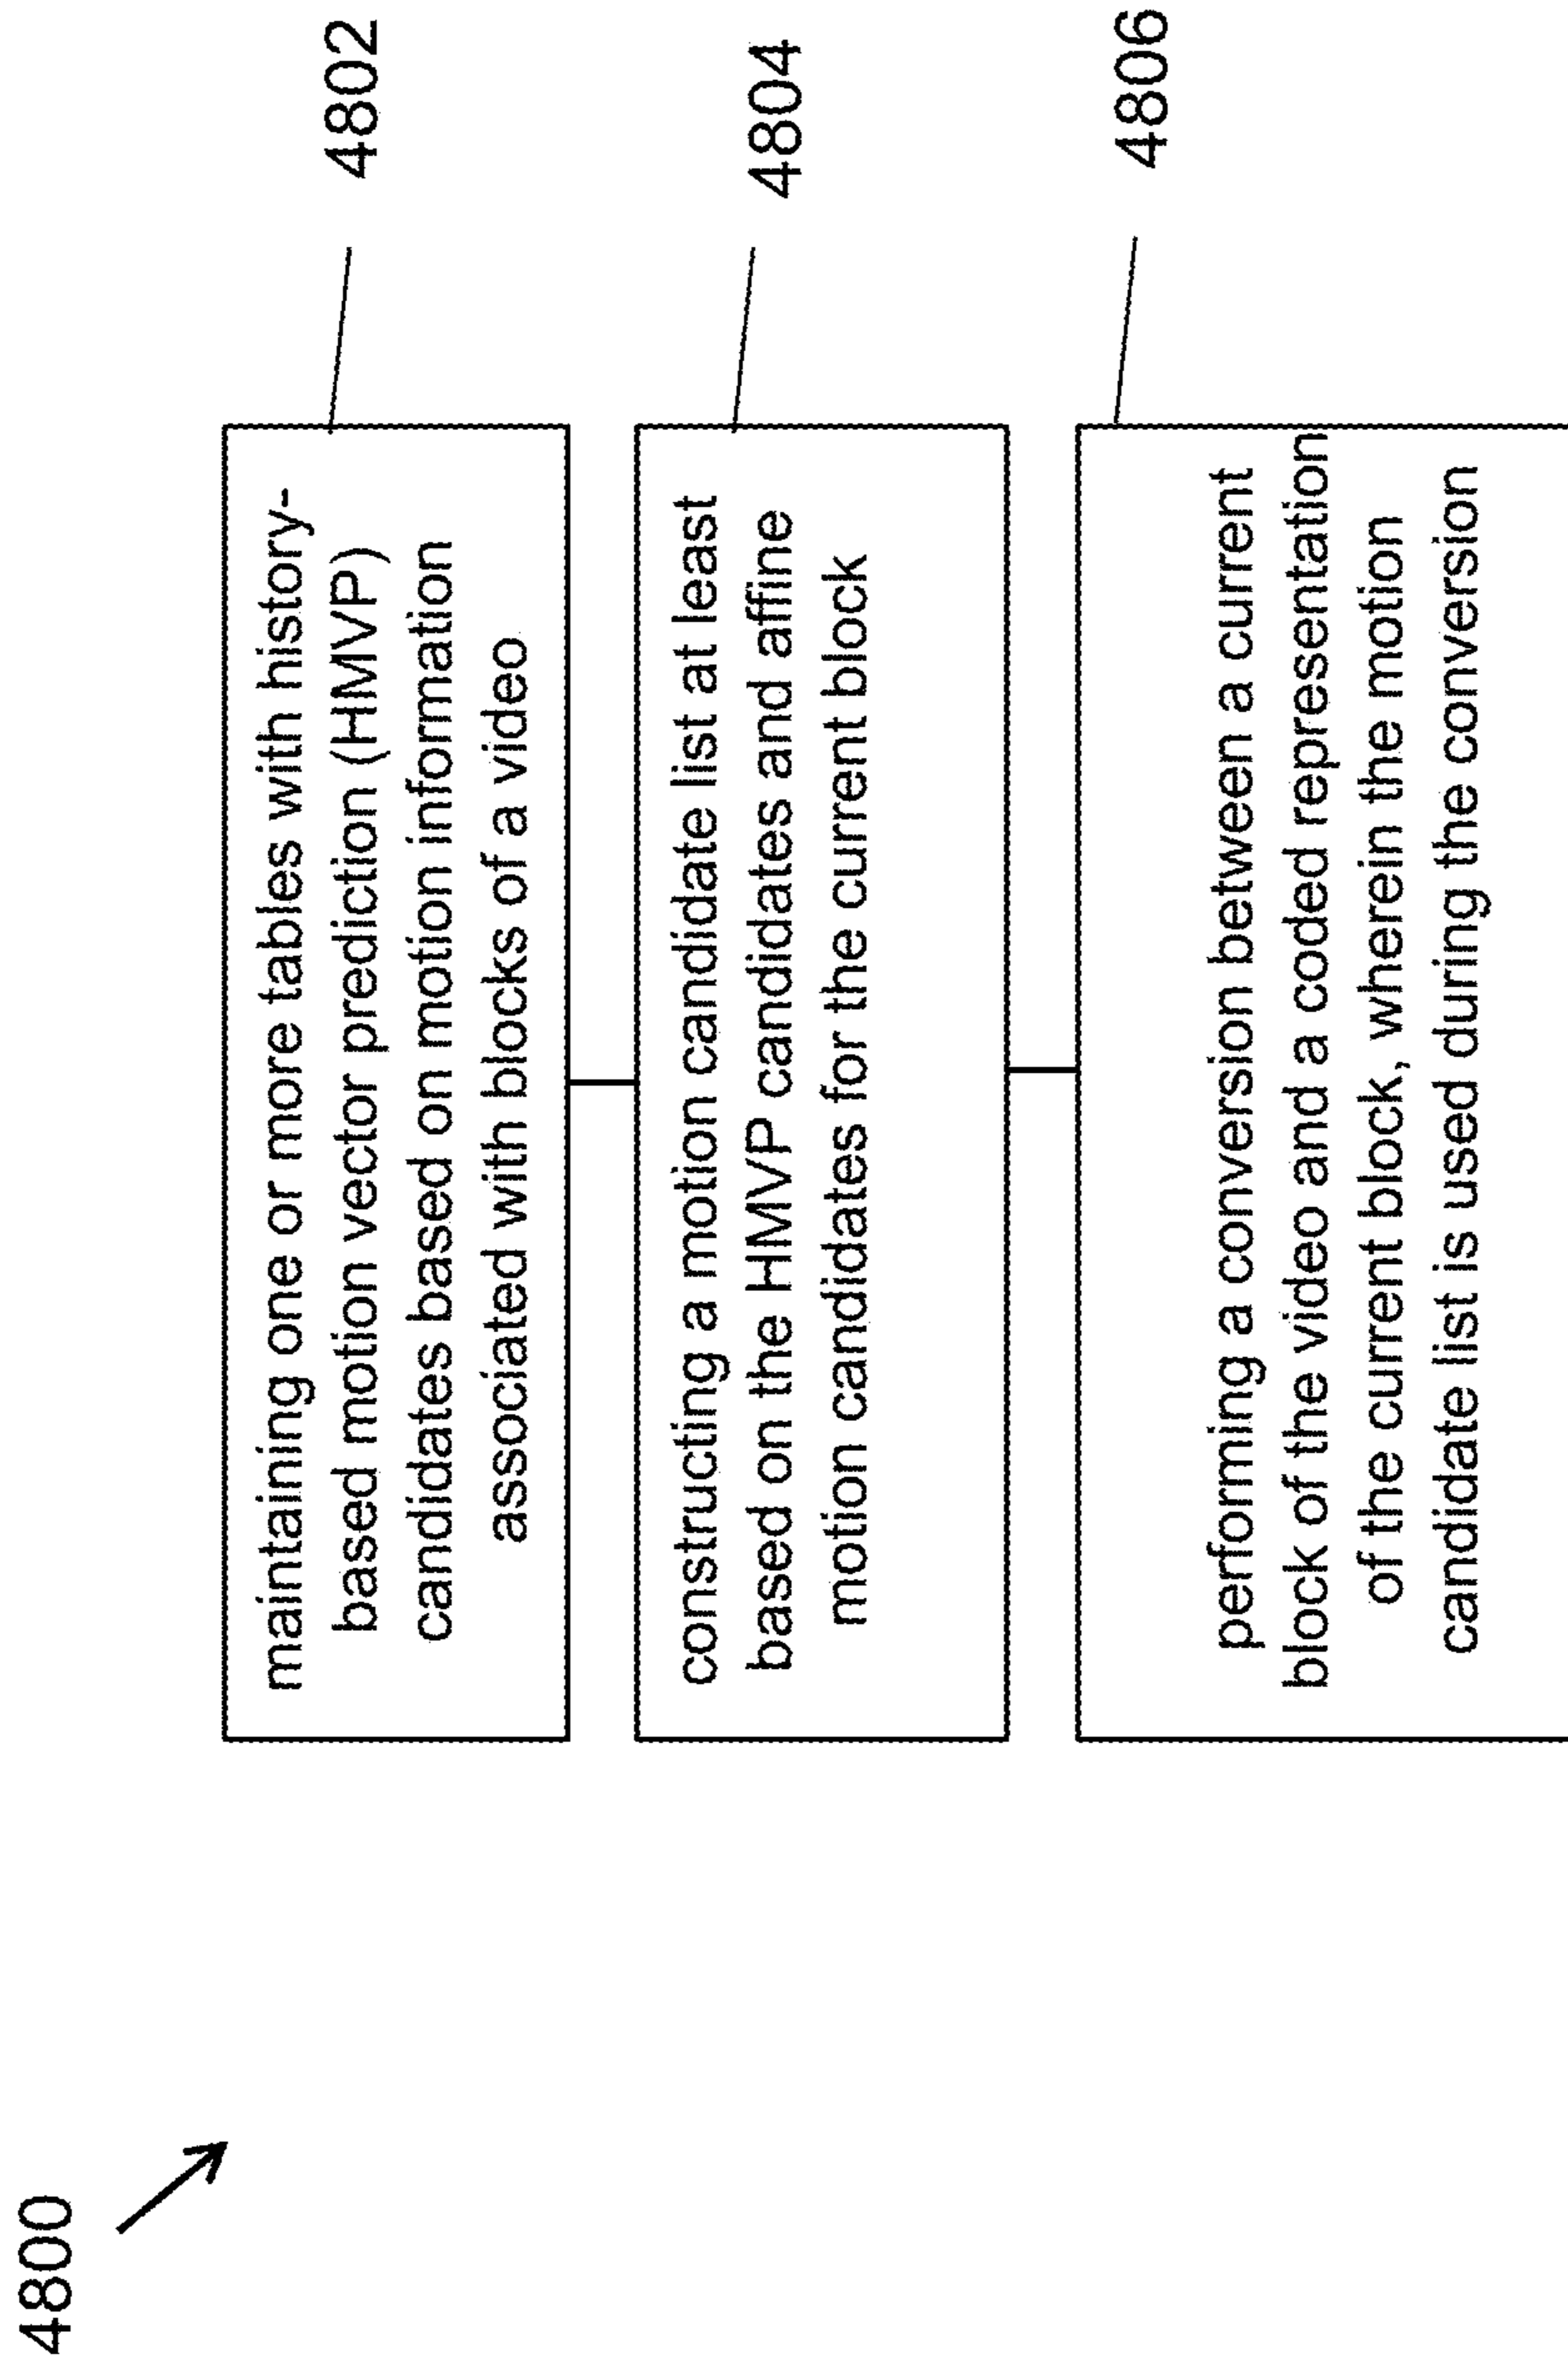 4800
maintaining one or more tables with history-
based motion vector prediction (HMVP)
candidates based on motion information
associated with blocks of a video
4802
constructing a motion candidate list at least
based on the HMVP candidates and affine
motion candidates for the current block
4804
performing a conversion between a current
block of the video and a coded representation
of the current block, wherein the motion
candidate list is used during the conversion
4806